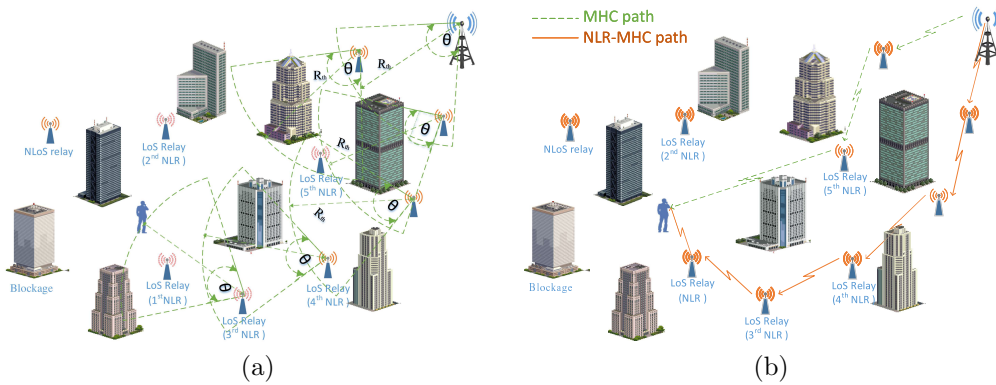 θ
R_th
θ
R_th
θ
NLoS relay
LoS Relay
(2nd NLR )
R_th
LoS Relay
(5th NLR )
θ
R_th
θ
Blockage
LoS Relay
(1st NLR )
LoS Relay
(4th NLR )
θ
LoS Relay
(3rd NLR )
(a)
MHC path
NLR-MHC path
NLoS relay
LoS Relay
(2nd NLR )
LoS Relay
(5th NLR )
Blockage
LoS Relay
(NLR )
LoS Relay
(4th NLR )
LoS Relay
(3rd NLR )
(b)